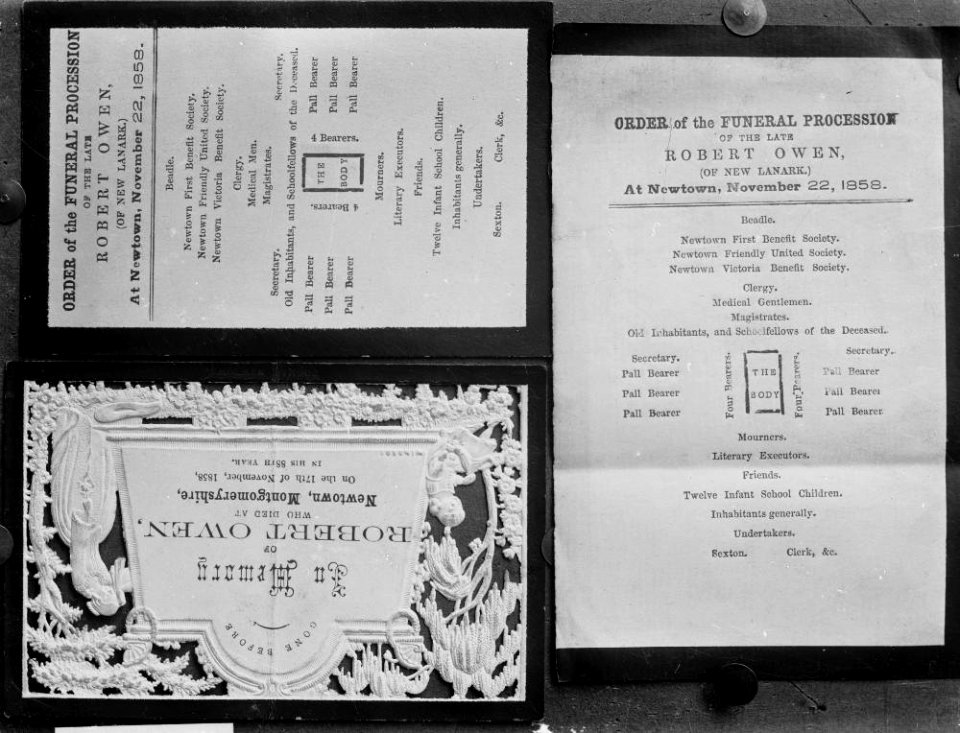 ORDER of the FUNERAL PROCESSION
OF THE LATE
ROBERT OWEN,
(OF NEW LANARK.)
At Newtown, November 22, 1858.
Beadle.
Newtown First Benefit Society.
Newtown Friendly United Society.
Newtown Victoria Benefit Society.
Clergy.
Medical Men.
Magistrates.
Secretary. Secretary.
Old Inhabitants, and Schoolfellows of the Deceased.
Pall Bearer Pall Bearer
Pall Bearer Pall Bearer
Pall Bearer Pall Bearer
4 Bearers. THE BODY 4 Bearers.
Mourners.
Literary Executors.
Friends.
Twelve Infant School Children.
Inhabitants generally.
Undertakers.
Sexton. Clerk, &c.
GONE BEFORE
In Memory
OF
ROBERT OWEN,
WHO DIED AT
Newtown, Montgomeryshire,
On the 17th of November, 1858,
IN HIS 88TH YEAR.
ORDER of the FUNERAL PROCESSION
OF THE LATE
ROBERT OWEN,
(OF NEW LANARK.)
At Newtown, November 22, 1858.
Beadle.
Newtown First Benefit Society.
Newtown Friendly United Society.
Newtown Victoria Benefit Society.
Clergy.
Medical Gentlemen.
Magistrates.
Old Inhabitants, and Schoolfellows of the Deceased.
Secretary. Secretary.
Pall Bearer Four Bearers. THE BODY Four Bearers. Pall Bearer
Pall Bearer Pall Bearer
Pall Bearer Pall Bearer
Mourners.
Literary Executors.
Friends.
Twelve Infant School Children.
Inhabitants generally.
Undertakers.
Sexton. Clerk, &c.